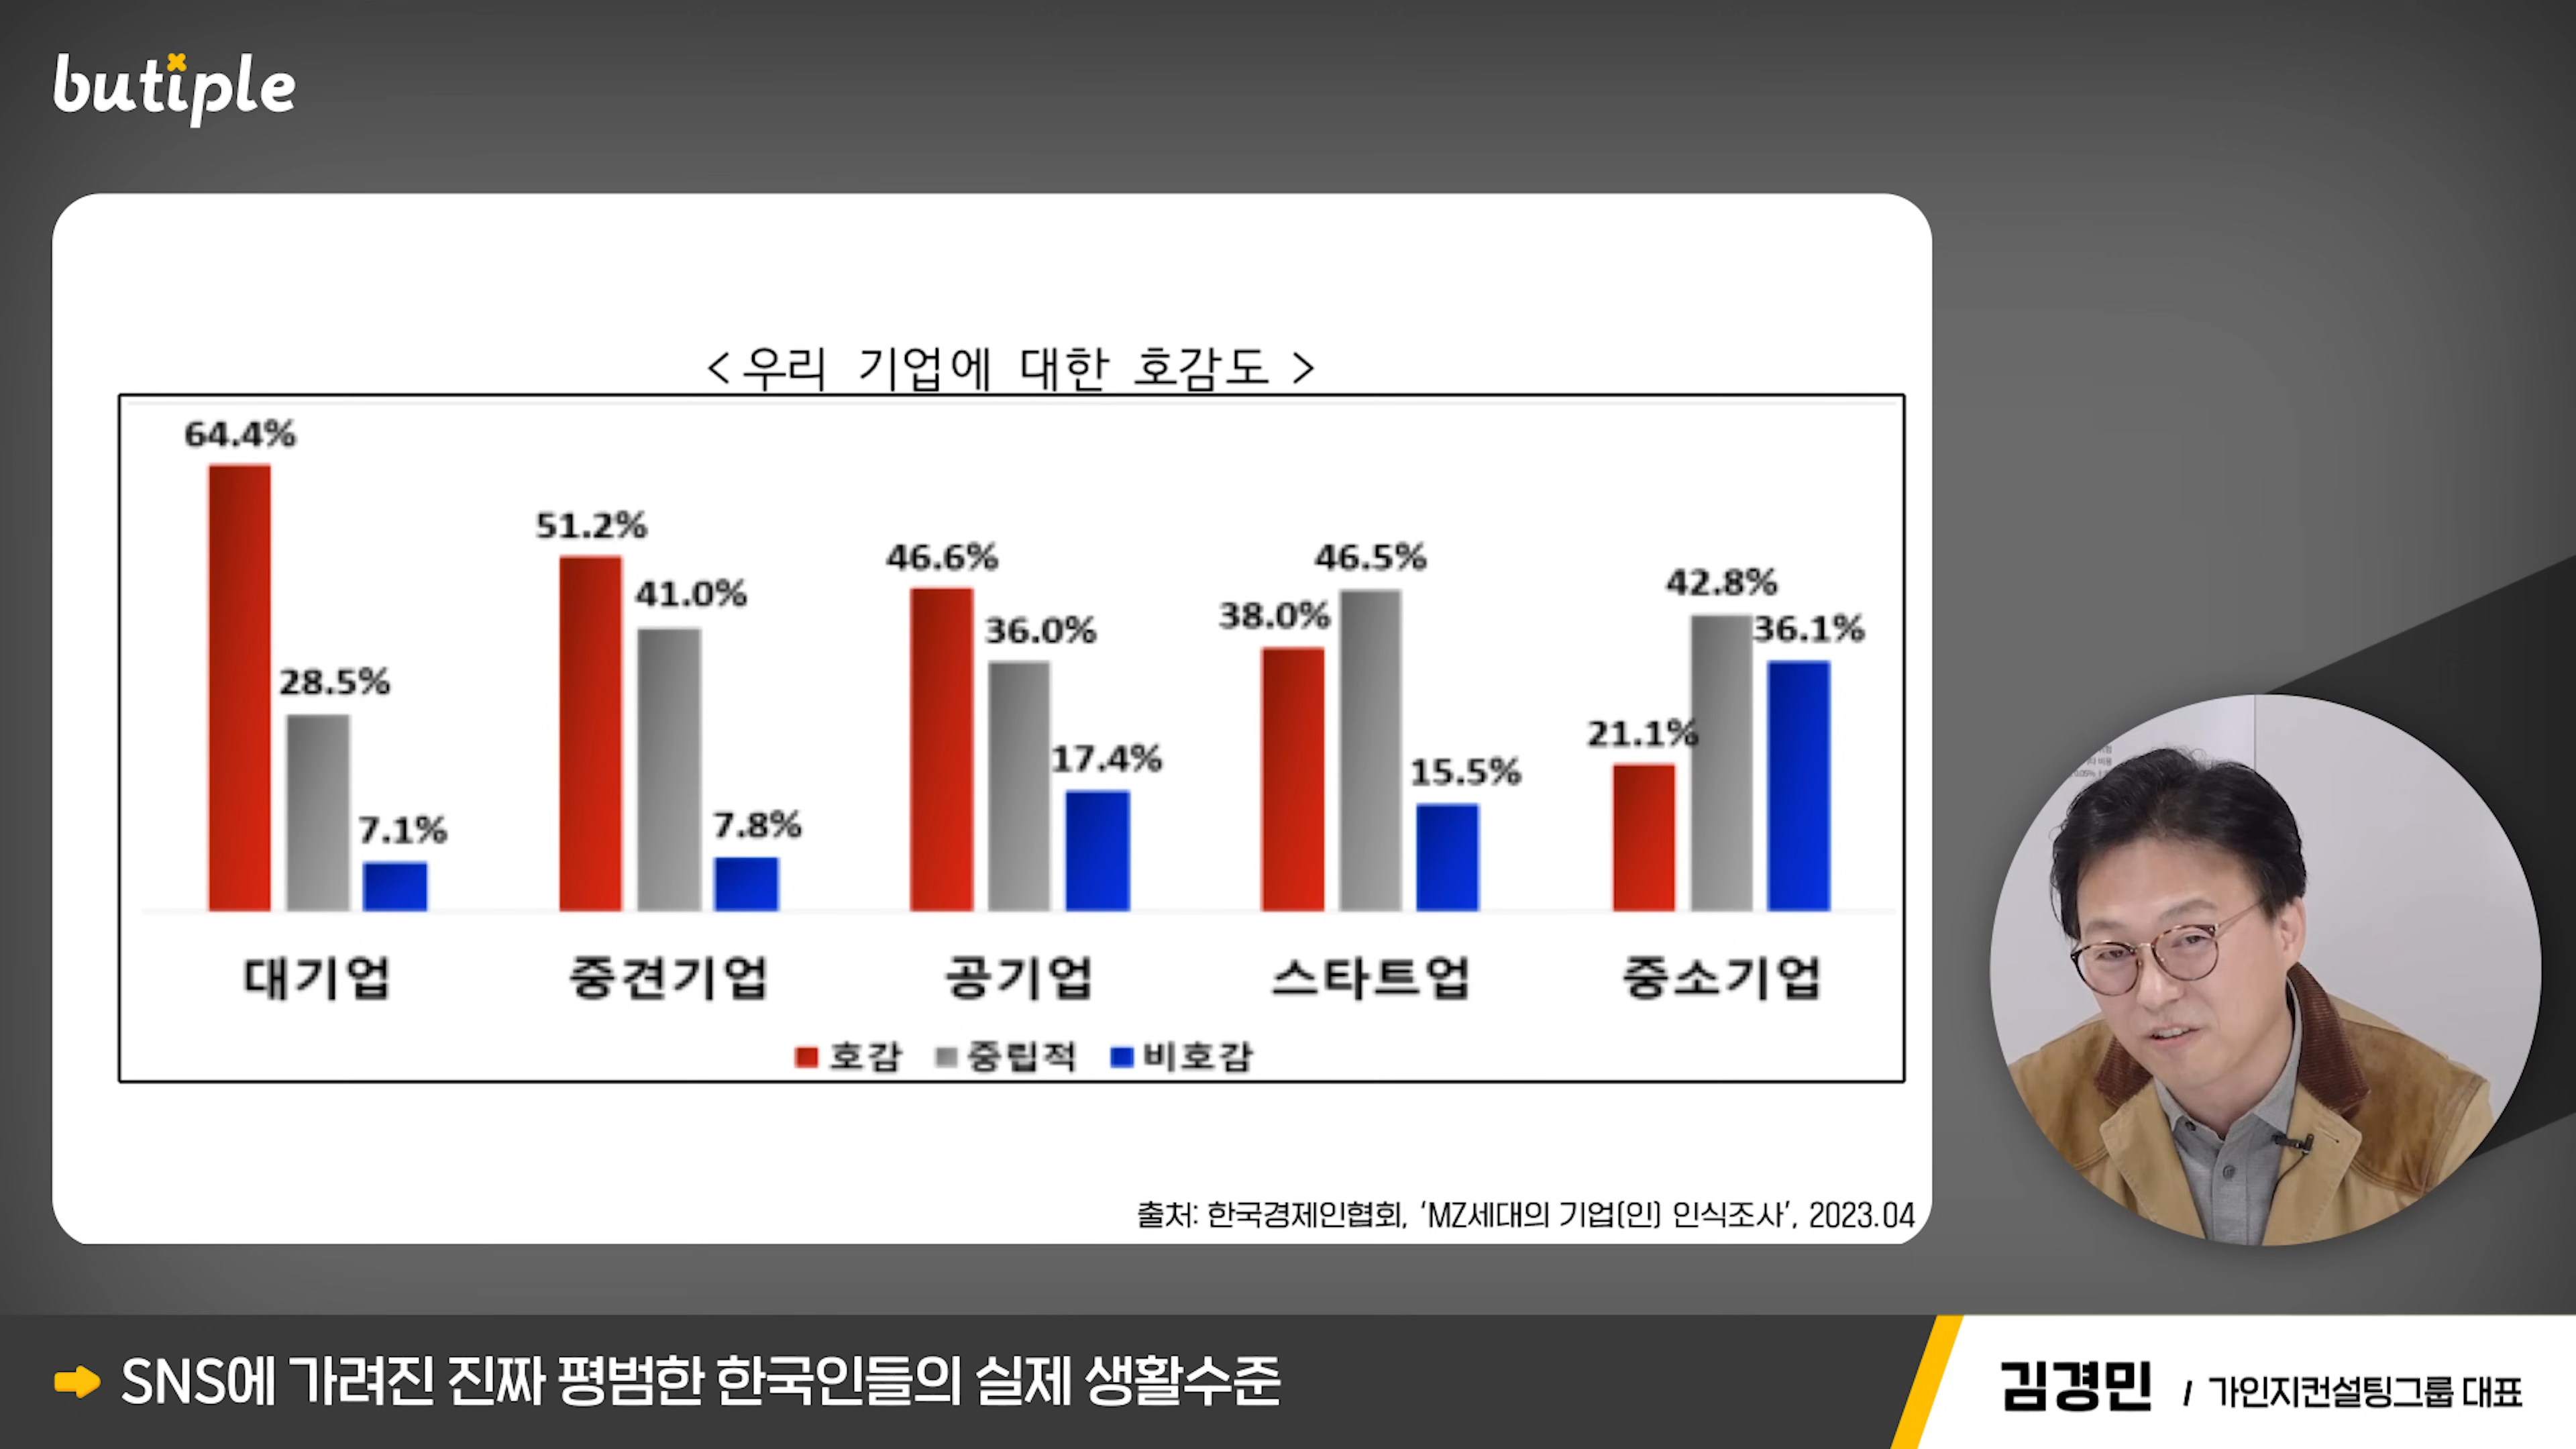 butiple
< 우리 기업에 대한 호감도 >
64.4%
28.5%
7.1%
51.2%
41.0%
7.8%
46.6%
36.0%
17.4%
38.0%
46.5%
15.5%
21.1%
42.8%
36.1%
대기업 중견기업 공기업 스타트업 중소기업
호감 중립적 비호감
출처: 한국경제인협회, 'MZ세대의 기업(인) 인식조사', 2023.04
SNS에 가려진 진짜 평범한 한국인들의 실제 생활수준
김경민 / 가인지컨설팅그룹 대표